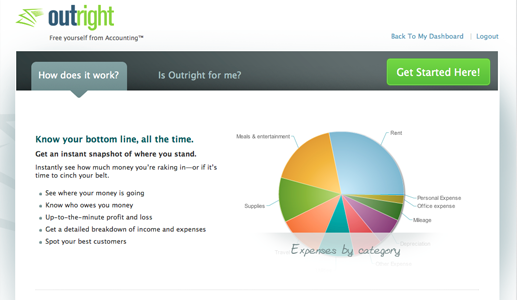 outright
Free yourself from Accounting™
Back To My Dashboard | Logout
How does it work?
Is Outright for me?
Get Started Here!
Know your bottom line, all the time.
Get an instant snapshot of where you stand.
Instantly see how much money you're raking in—or if it's
time to cinch your belt.
See where your money is going
Know who owes you money
Up-to-the-minute profit and loss
Get a detailed breakdown of income and expenses
Spot your best customers
Meals & entertainment
Rent
Supplies
Personal Expense
Office expense
Mileage
Expenses by category